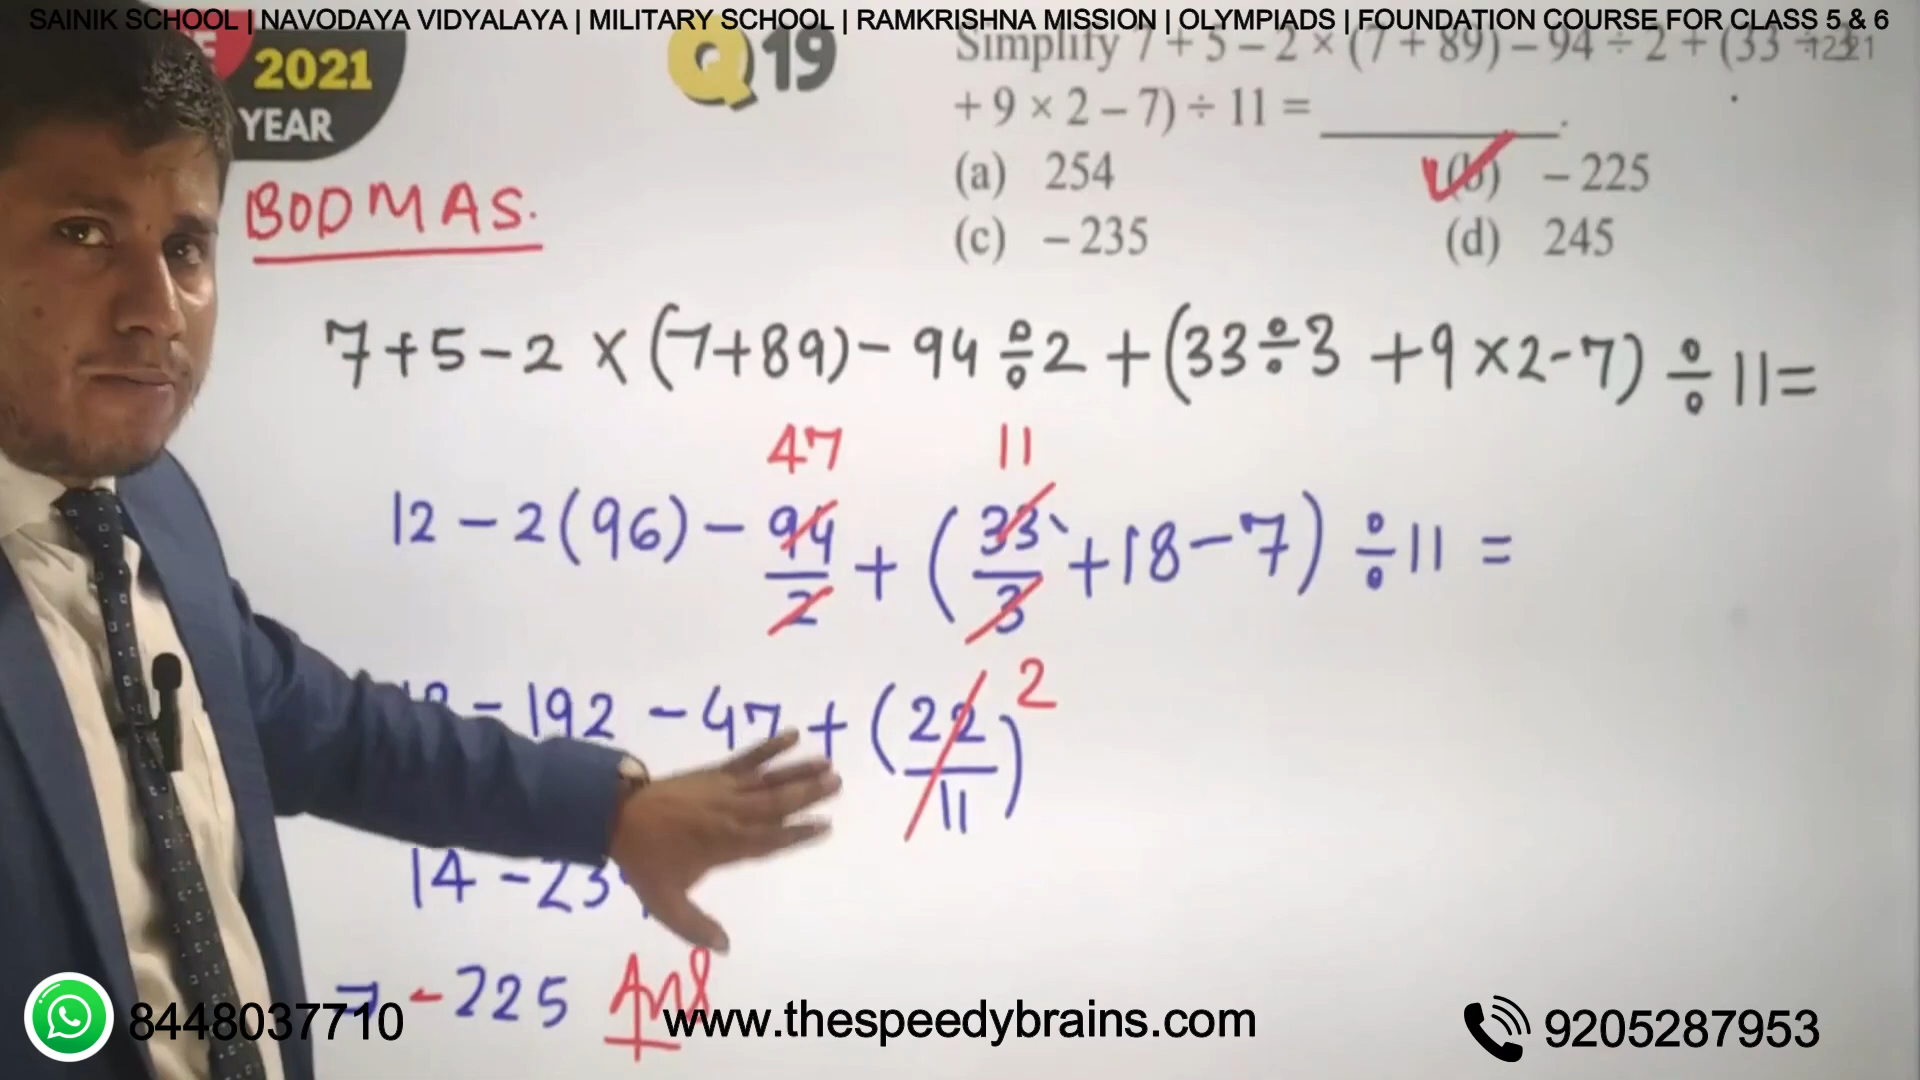 SAINIK SCHOOL | NAVODAYA VIDYALAYA | MILITARY SCHOOL | RAMKRISHNA MISSION | OLYMPIADS | FOUNDATION COURSE FOR CLASS 5 & 6
2021
YEAR
Q 19
Simplify 7 + 5 – 2 × (7 + 89) – 94 ÷ 2 + (33 ÷ 3
+ 9 × 2 – 7) ÷ 11 = ________.
(a) 254 (b) – 225
(c) – 235 (d) 245
BODMAS.
7+5-2 × (7+89) - 94 ÷ 2 + (33 ÷ 3 + 9 × 2 - 7) ÷ 11 =
47 11
12 - 2(96) - 94/2 + (33/3 + 18 - 7) ÷ 11 =
- 192 - 47 + (22/11) 2
14 - 23
- 225 Ans
8448037710 www.thespeedybrains.com 9205287953